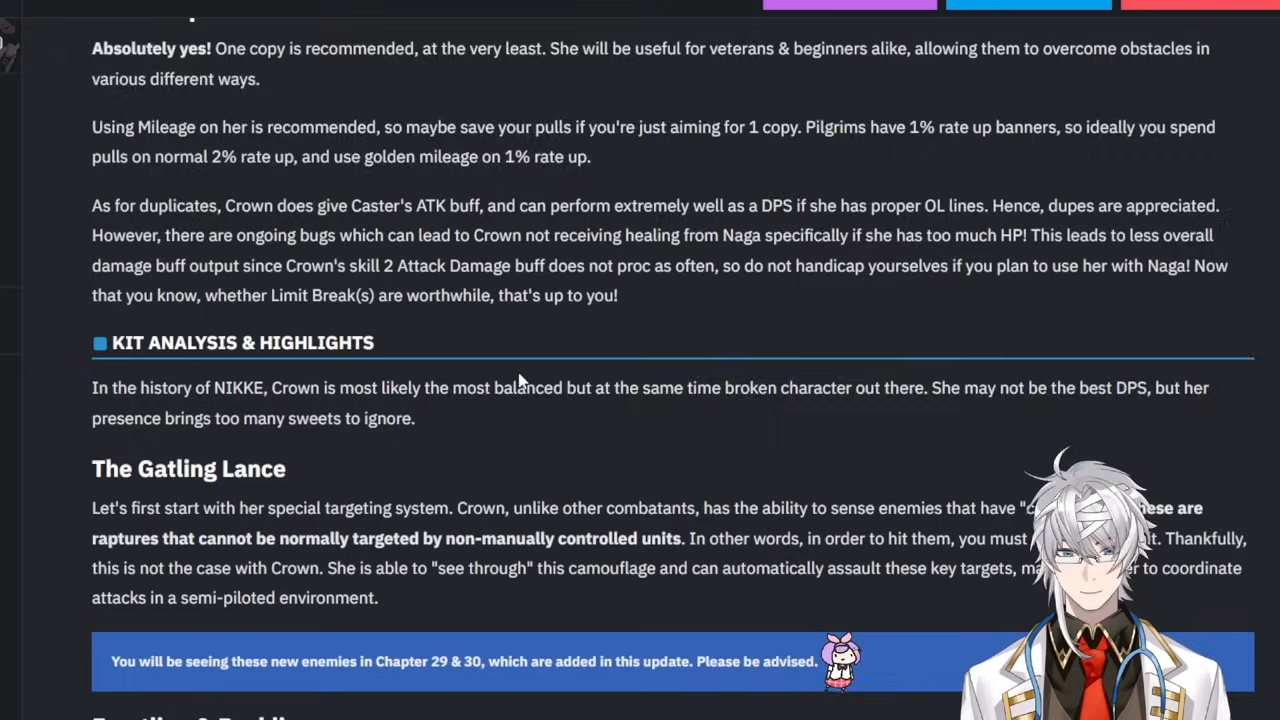 Absolutely yes! One copy is recommended, at the very least. She will be useful for veterans & beginners alike, allowing them to overcome obstacles in
various different ways.
Using Mileage on her is recommended, so maybe save your pulls if you're just aiming for 1 copy. Pilgrims have 1% rate up banners, so ideally you spend
pulls on normal 2% rate up, and use golden mileage on 1% rate up.
As for duplicates, Crown does give Caster's ATK buff, and can perform extremely well as a DPS if she has proper OL lines. Hence, dupes are appreciated.
However, there are ongoing bugs which can lead to Crown not receiving healing from Naga specifically if she has too much HP! This leads to less overall
damage buff output since Crown's skill 2 Attack Damage buff does not proc as often, so do not handicap yourselves if you plan to use her with Naga! Now
that you know, whether Limit Break(s) are worthwhile, that's up to you!
KIT ANALYSIS & HIGHLIGHTS
In the history of NIKKE, Crown is most likely the most balanced but at the same time broken character out there. She may not be the best DPS, but her
presence brings too many sweets to ignore.
The Gatling Lance
Let's first start with her special targeting system. Crown, unlike other combatants, has the ability to sense enemies that have "c hese are
raptures that cannot be normally targeted by non-manually controlled units. In other words, in order to hit them, you must it. Thankfully,
this is not the case with Crown. She is able to "see through" this camouflage and can automatically assault these key targets, ma er to coordinate
attacks in a semi-piloted environment.
You will be seeing these new enemies in Chapter 29 & 30, which are added in this update. Please be advised.